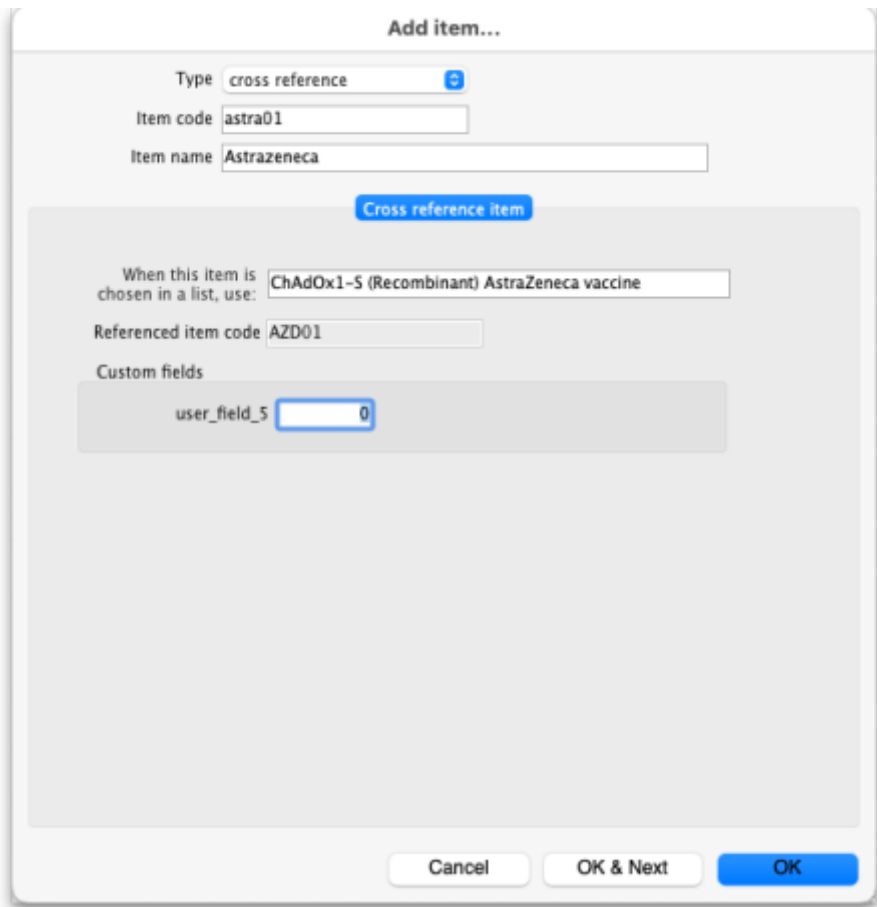 Add item...
Type cross reference
Item code astra01
Item name Astrazeneca
Cross reference item
When this item is
chosen in a list, use: ChAdOx1-S (Recombinant) AstraZeneca vaccine
Referenced item code AZD01
Custom fields
user_field_5 0
Cancel OK & Next OK